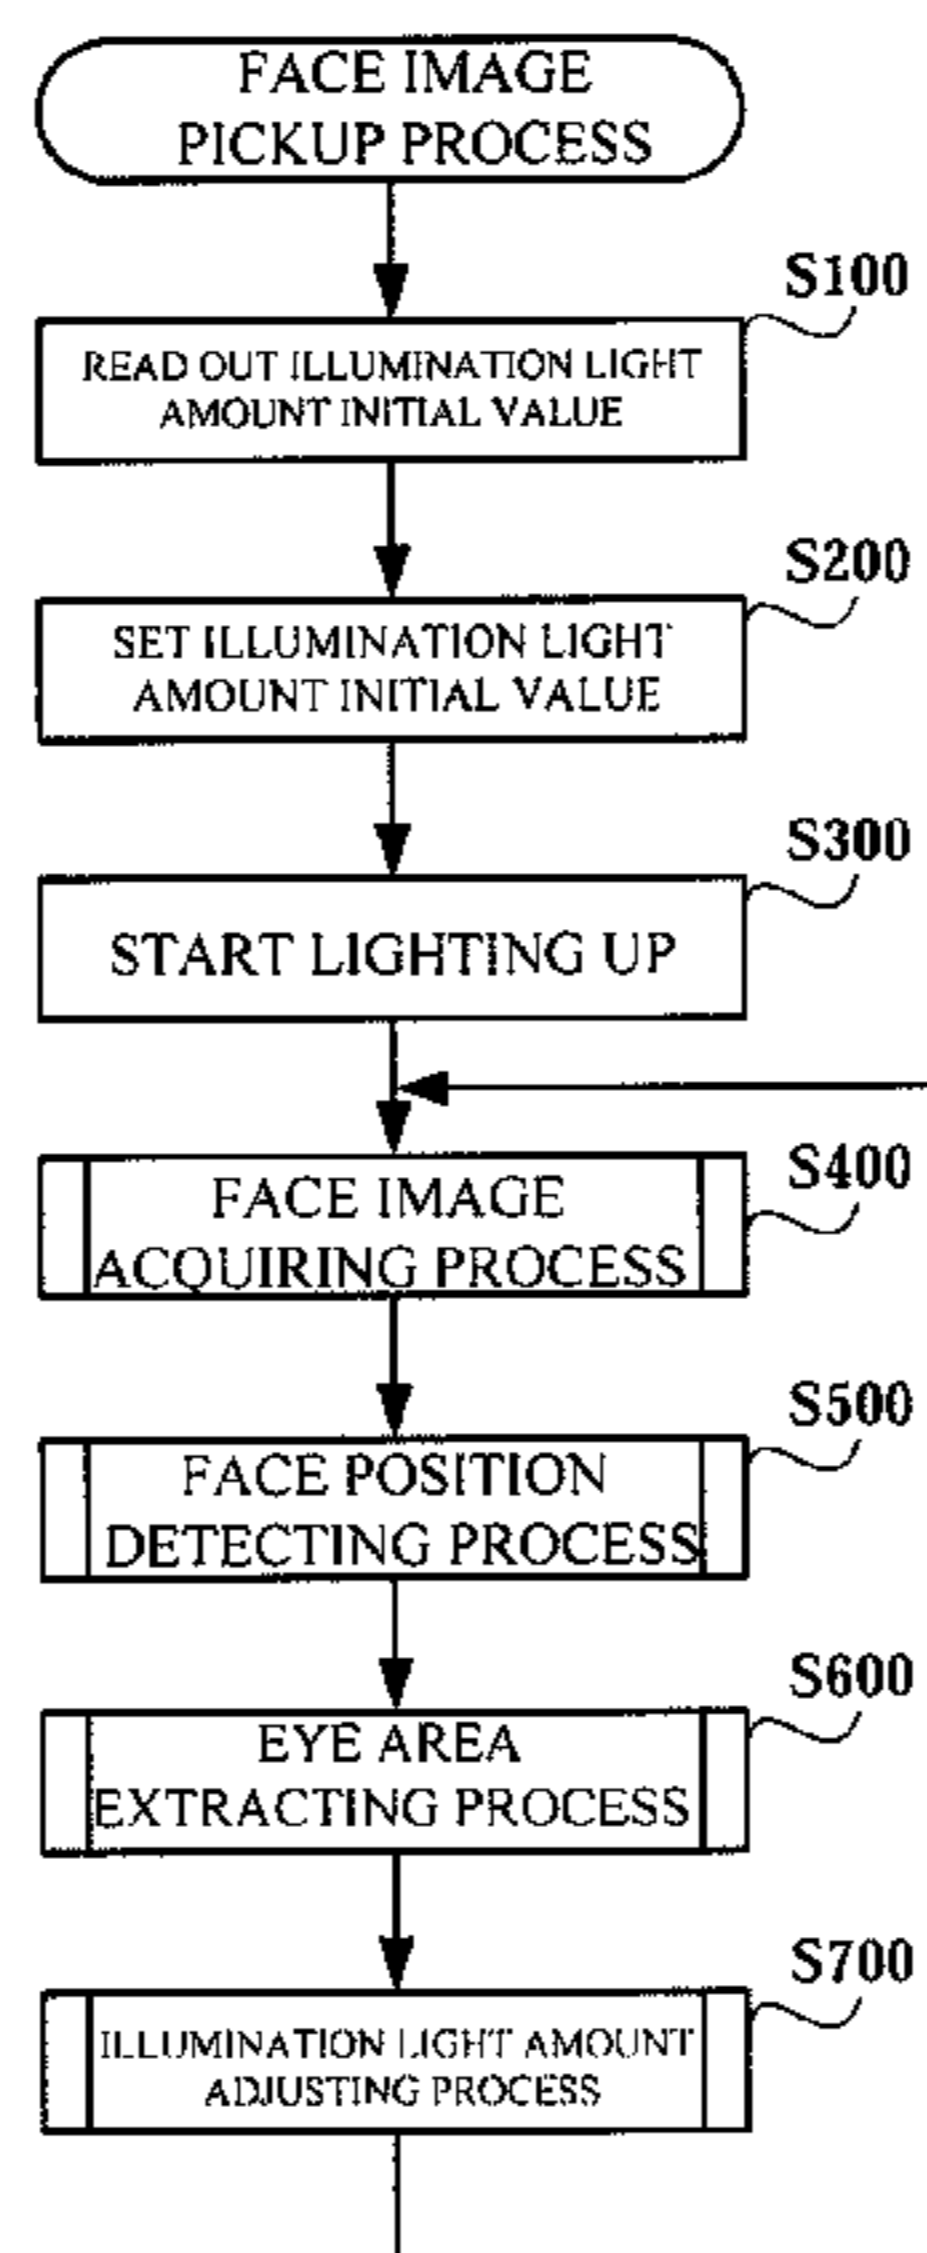 FACE IMAGE
PICKUP PROCESS
S100
READ OUT ILLUMINATION LIGHT
AMOUNT INITIAL VALUE
S200
SET ILLUMINATION LIGHT
AMOUNT INITIAL VALUE
S300
START LIGHTING UP
S400
FACE IMAGE
ACQUIRING PROCESS
S500
FACE POSITION
DETECTING PROCESS
S600
EYE AREA
EXTRACTING PROCESS
S700
ILLUMINATION LIGHT AMOUNT
ADJUSTING PROCESS